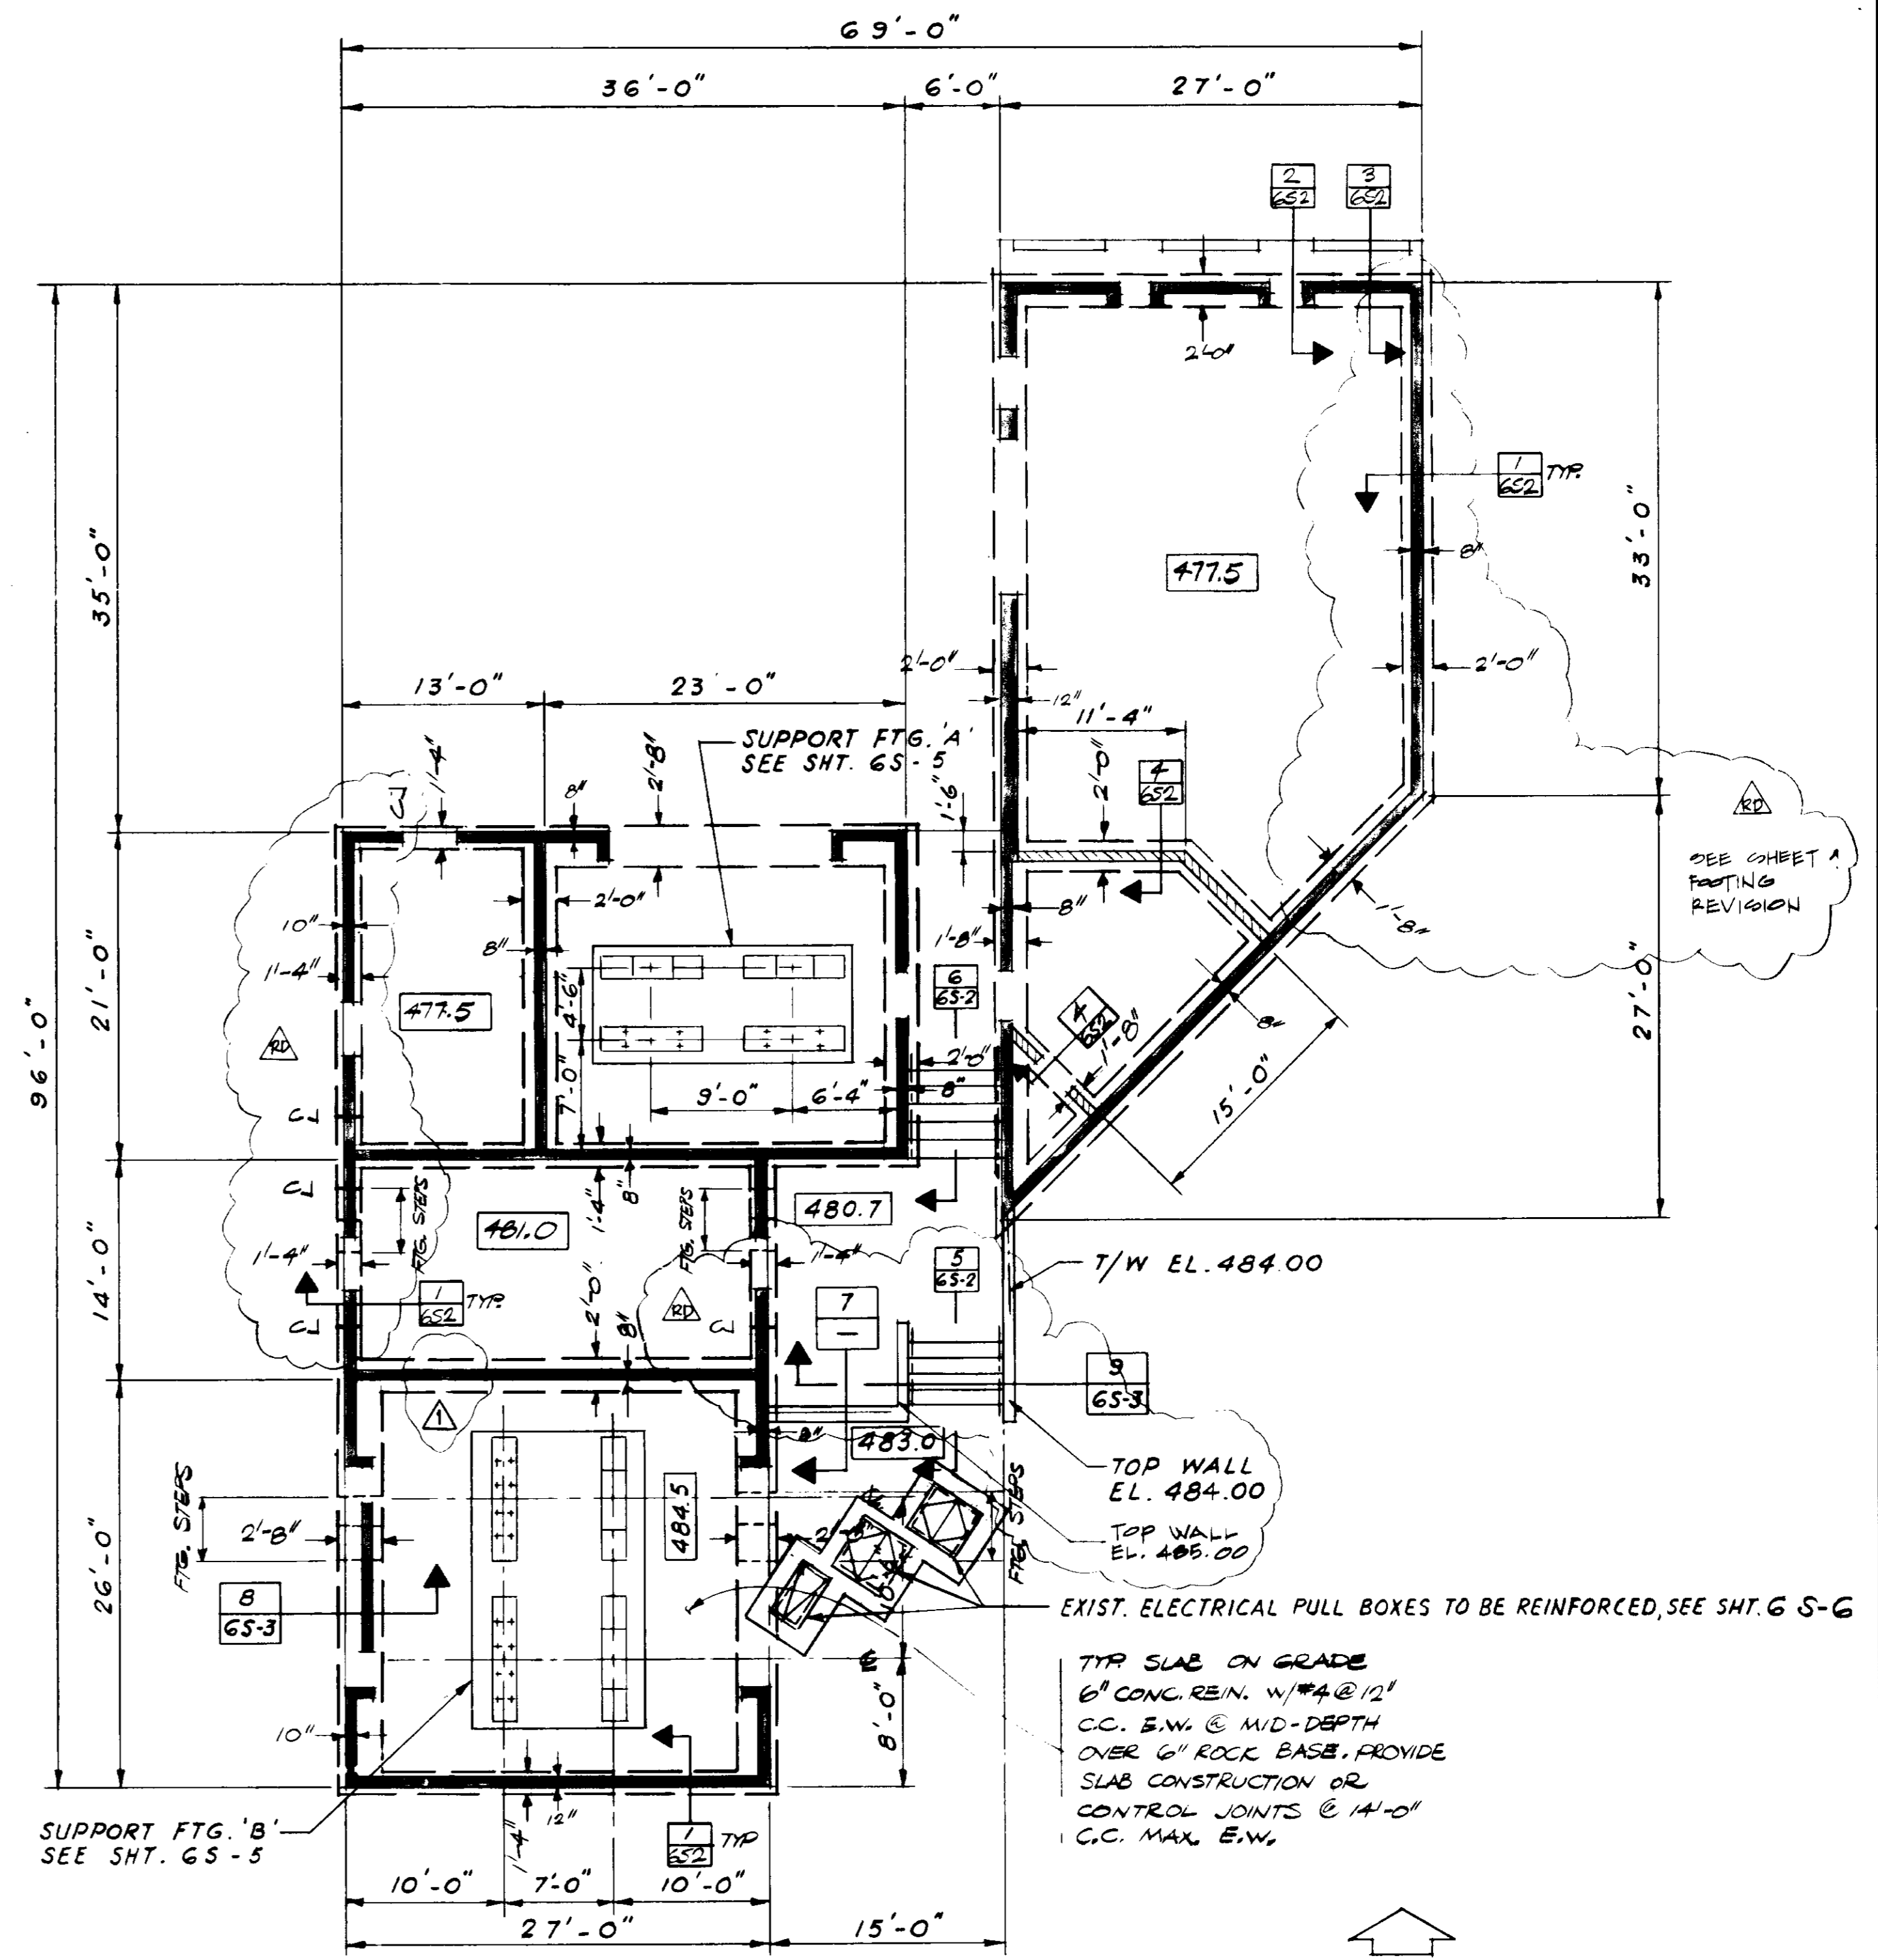 69'-0"
36'-0"
6'-0"
27'-0"
2
6S2
3
6S2
2'-0"
1
6S2
TYP.
35'-0"
33'-0"
477.5
8"
2'-0"
2'-0"
12"
11'-4"
13'-0"
23'-0"
SUPPORT FTG. 'A'
SEE SHT. 6S-5
1'-4"
8"
2'-8"
1'-6"
2'-0"
4
6S2
CJ
RD
SEE SHEET A
FOOTING
REVISION
10"
2'-0"
8"
1'-4"
8"
1'-8"
1'-8"
96'-0"
21'-0"
477.5
4'-6"
6
6S-2
4
6S2
1'-8"
8"
27'-0"
RD
7'-0"
9'-0"
6'-4"
2'-0"
8"
15'-0"
CJ
CJ
FTG. STEPS
481.0
1'-4"
8"
FTG. STEPS
480.7
14'-0"
1'-4"
1'-4"
5
6S-2
T/W EL. 484.00
1
6S2
TYP.
2'-0"
8"
RD
CJ
7
—
CJ
9
6S-3
1
8"
483.0
TOP WALL
EL. 484.00
FTG. STEPS
2'-8"
484.5
FTG. STEPS
TOP WALL
EL. 485.00
26'-0"
8
6S-3
EXIST. ELECTRICAL PULL BOXES TO BE REINFORCED, SEE SHT. 6 S-6
TYP. SLAB ON GRADE
6" CONC. REIN. W/#4 @ 12"
C.C. E.W. @ MID-DEPTH
OVER 6" ROCK BASE. PROVIDE
SLAB CONSTRUCTION OR
CONTROL JOINTS @ 14'-0"
C.C. MAX. E.W.
8'-0"
10"
1'-4"
12"
SUPPORT FTG. 'B'
SEE SHT. 6S-5
1
6S2
TYP
10'-0"
7'-0"
10'-0"
27'-0"
15'-0"